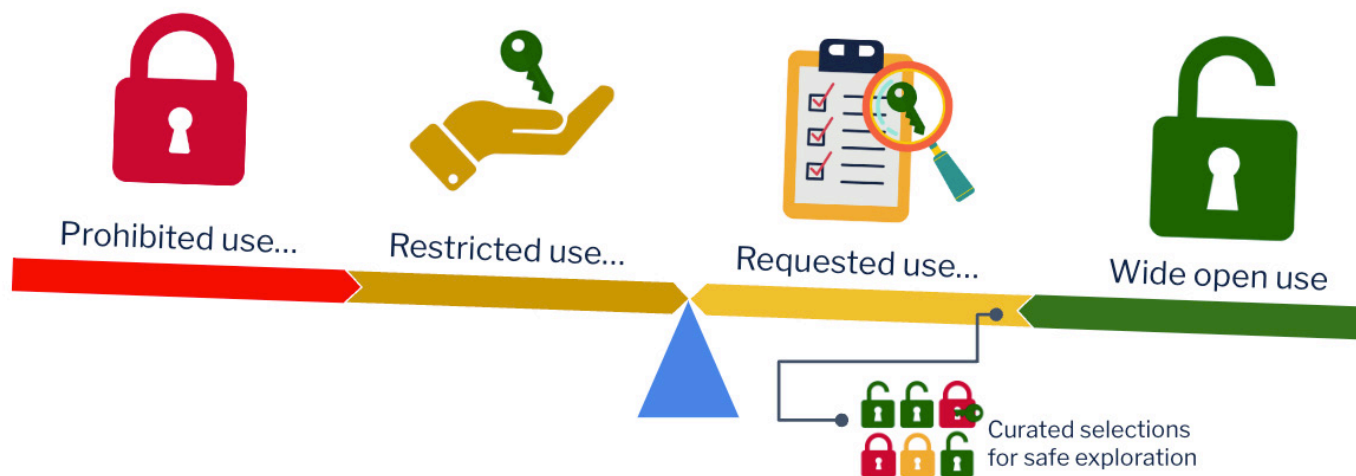 Prohibited use...
Restricted use...
Requested use...
Wide open use
Curated selections
for safe exploration